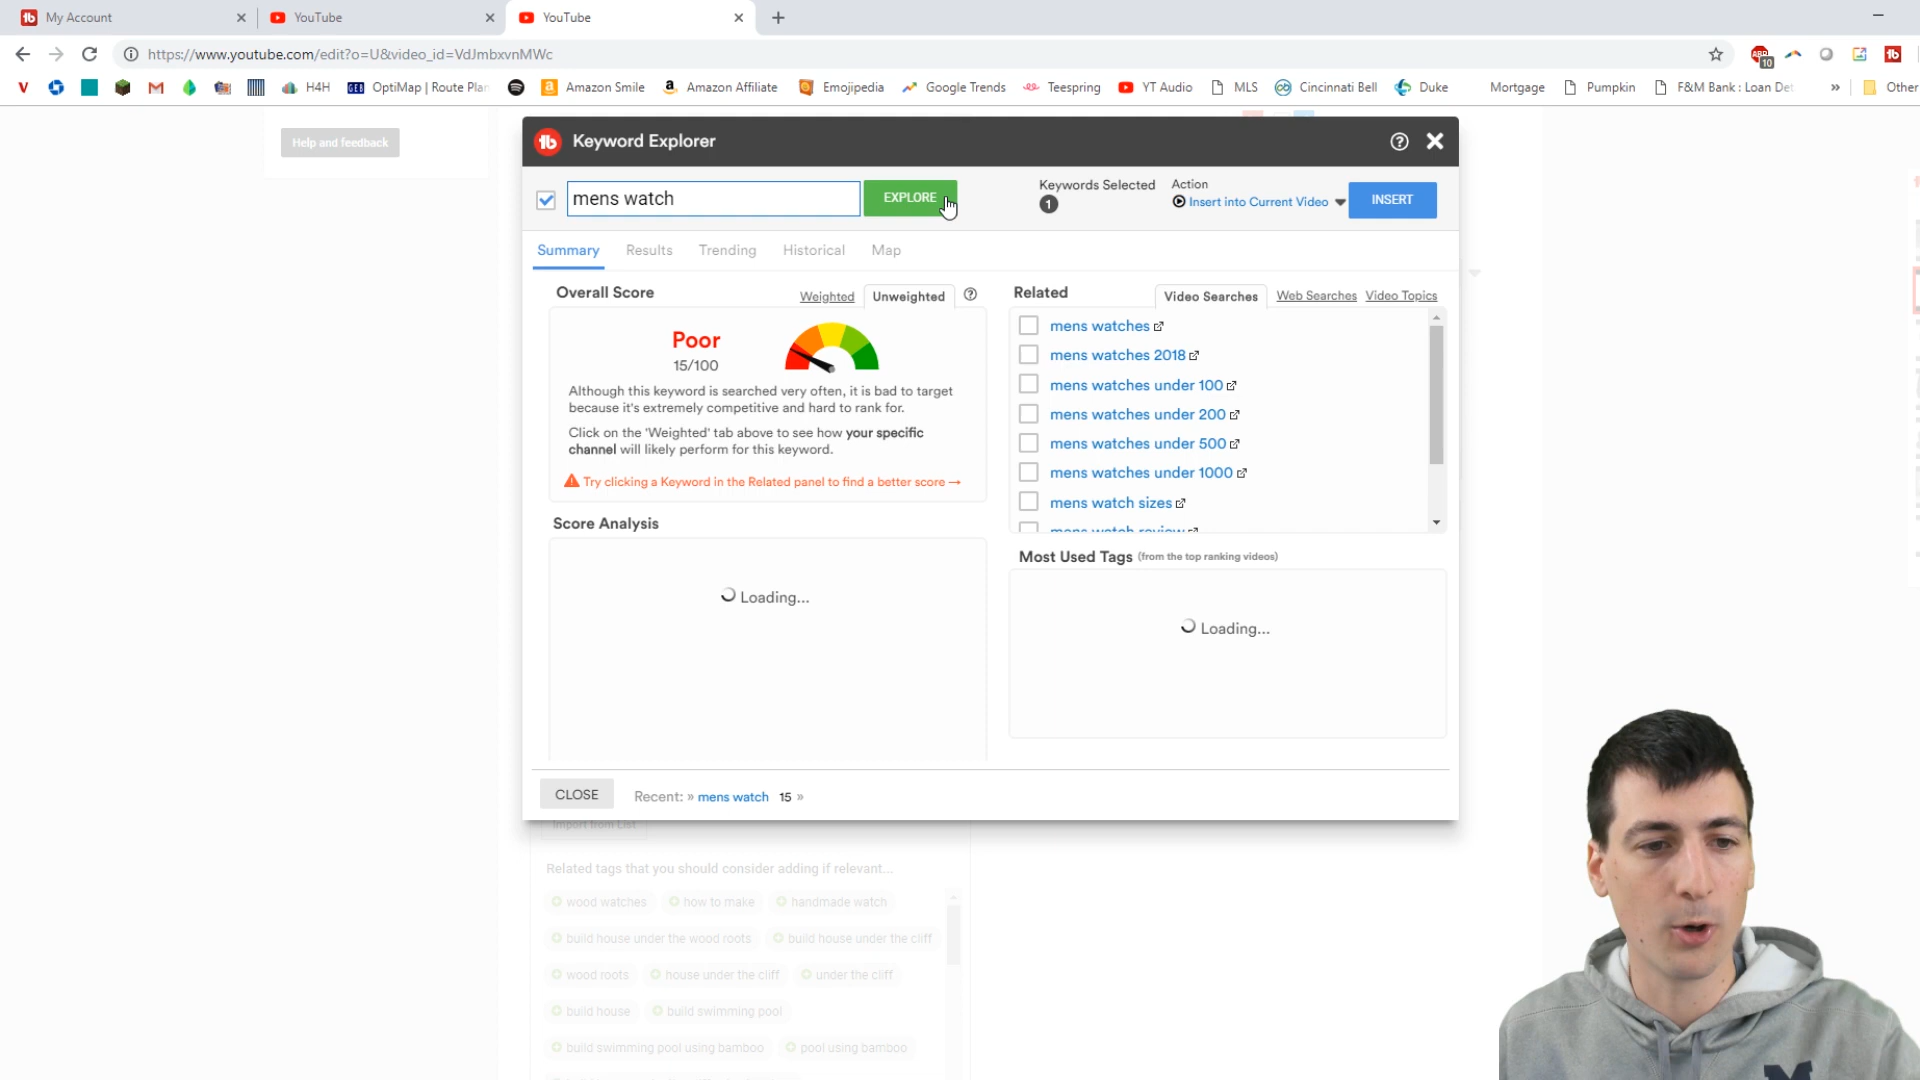 My Account
YouTube
YouTube
https://www.youtube.com/edit?o=U&video_id=VdJmbxvnMWc
ABP
10
H4H
OptiMap | Route Plan
Amazon Smile
Amazon Affiliate
Emojipedia
Google Trends
Teespring
YT Audio
MLS
Cincinnati Bell
Duke
Mortgage
Pumpkin
F&M Bank : Loan Det
»
Other
Help and feedback
Keyword Explorer
mens watch
EXPLORE
Keywords Selected
1
Action
Insert into Current Video
INSERT
Summary
Results
Trending
Historical
Map
Overall Score
Weighted
Unweighted
Poor
15/100
Although this keyword is searched very often, it is bad to target
because it's extremely competitive and hard to rank for.
Click on the 'Weighted' tab above to see how your specific
channel will likely perform for this keyword.
Try clicking a Keyword in the Related panel to find a better score →
Score Analysis
Loading...
Related
Video Searches
Web Searches
Video Topics
mens watches
mens watches 2018
mens watches under 100
mens watches under 200
mens watches under 500
mens watches under 1000
mens watch sizes
mens watch review
Most Used Tags (from the top ranking videos)
Loading...
CLOSE
Recent: » mens watch 15 »
Import from List
Related tags that you should consider adding if relevant...
wood watches
how to make
handmade watch
build house under the wood roots
build house under the cliff
wood roots
house under the cliff
under the cliff
build house
build swimming pool
build swimming pool using bamboo
pool using bamboo